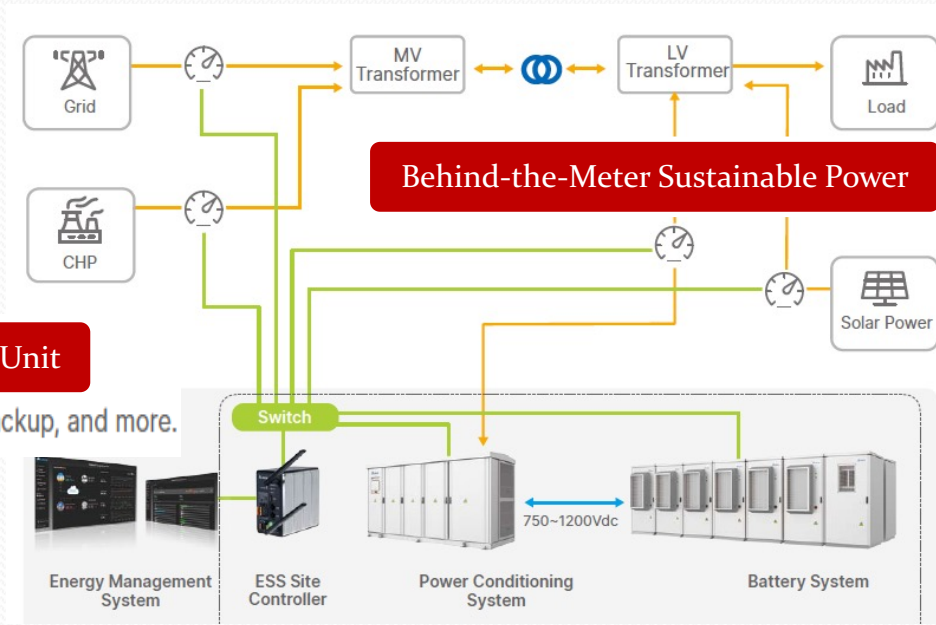 Grid
MV
Transformer
LV
Transformer
Load
Behind-the-Meter Sustainable Power
CHP
Solar Power
Unit
ackup, and more.
Switch
750~1200Vdc
Energy Management
System
ESS Site
Controller
Power Conditioning
System
Battery System